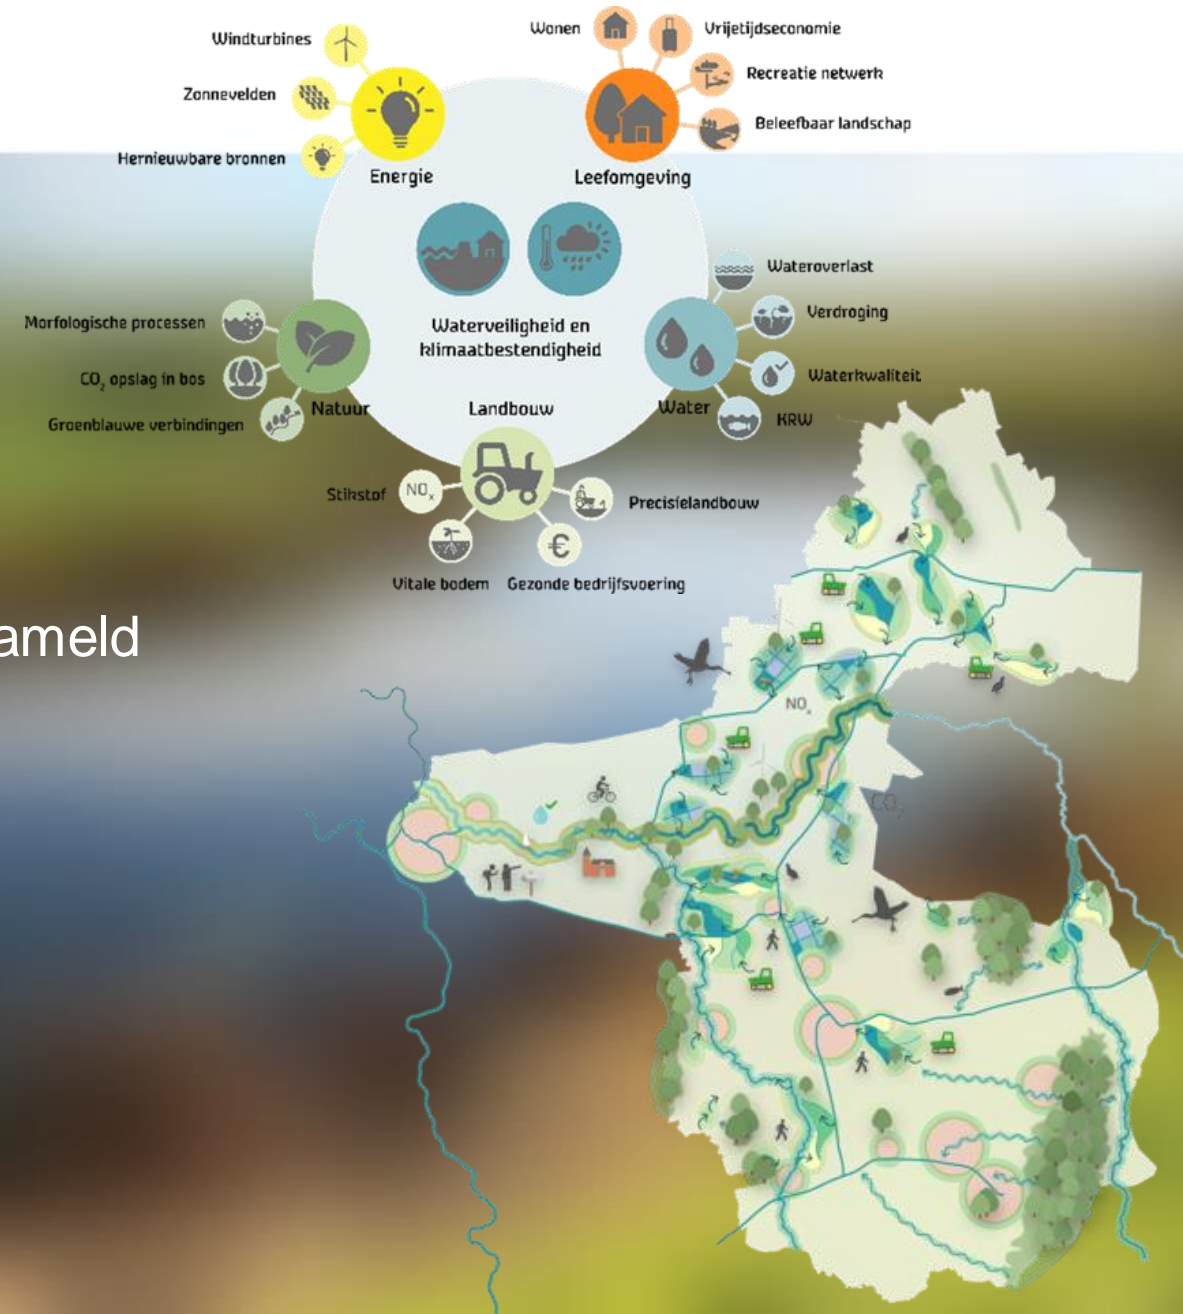 Wonen
Vrijetijdseconomie
Windturbines
Recreatie netwerk
Zonnevelden
Beleefbaar landschap
Hernieuwbare bronnen
Energie
Leefomgeving
Wateroverlast
Verdroging
Morfologische processen
Waterveiligheid en
klimaatbestendigheid
CO₂ opslag in bos
Waterkwaliteit
Natuur
Landbouw
Water
Groenblauwe verbindingen
KRW
Stikstof
NOₓ
Precisielandbouw
€
Vitale bodem
Gezonde bedrijfsvoering
ameld
NOₓ
CO₂